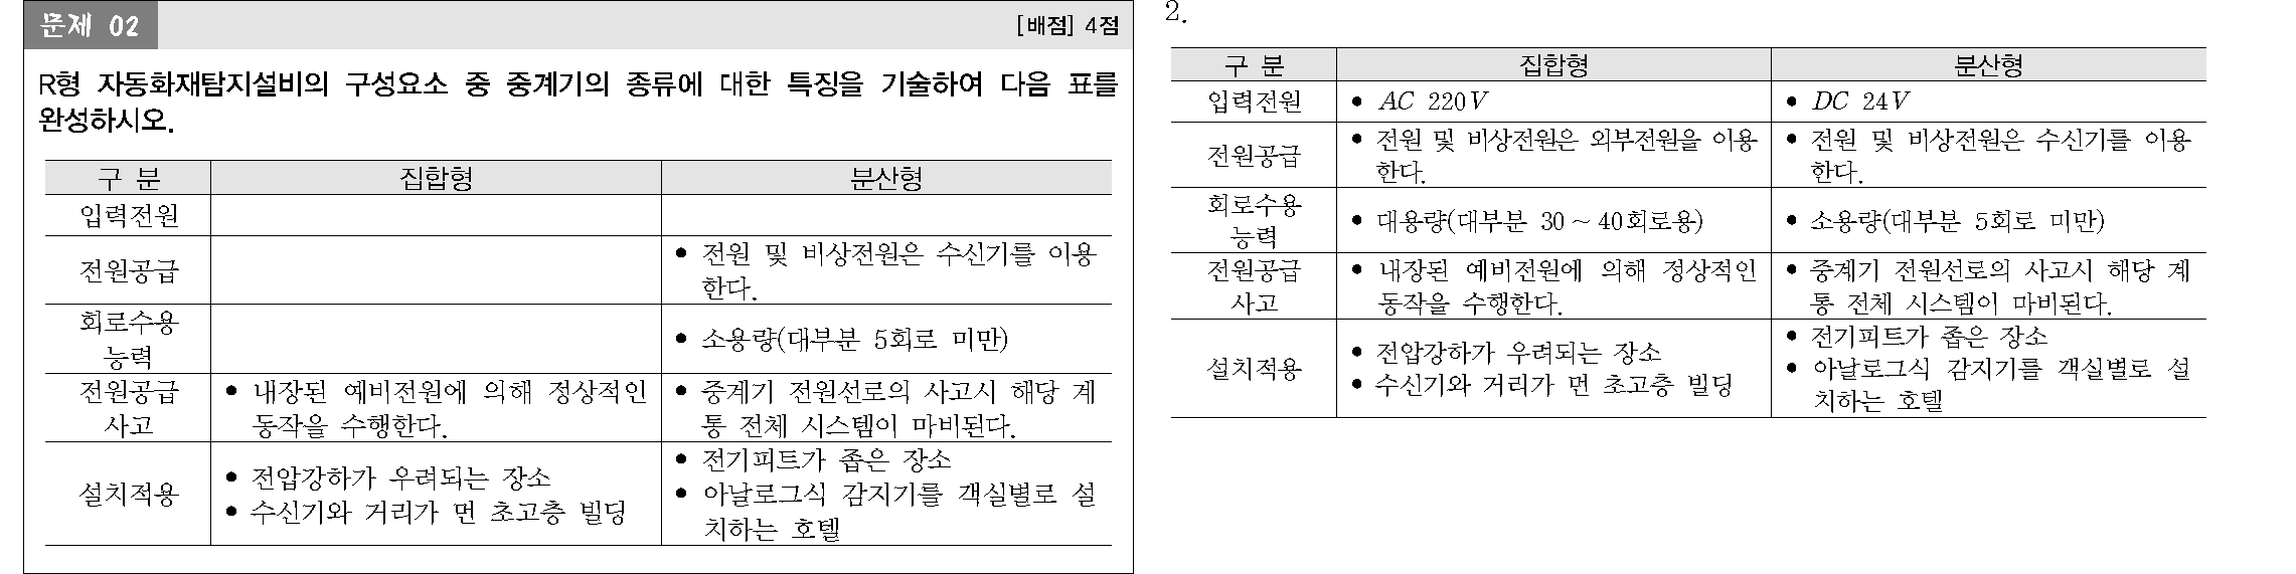 문제 02
[배점] 4점
R형 자동화재탐지설비의 구성요소 중 중계기의 종류에 대한 특징을 기술하여 다음 표를
완성하시오.
구 분 집합형 분산형
입력전원
전원공급
• 전원 및 비상전원은 수신기를 이용
한다.
회로수용
능력
• 소용량(대부분 5회로 미만)
전원공급
사고
• 내장된 예비전원에 의해 정상적인
동작을 수행한다.
• 중계기 전원선로의 사고시 해당 계
통 전체 시스템이 마비된다.
설치적용
• 전압강하가 우려되는 장소
• 수신기와 거리가 먼 초고층 빌딩
• 전기피트가 좁은 장소
• 아날로그식 감지기를 객실별로 설
치하는 호텔
2.
구 분 집합형 분산형
입력전원
• AC 220V
• DC 24V
전원공급
• 전원 및 비상전원은 외부전원을 이용
한다.
• 전원 및 비상전원은 수신기를 이용
한다.
회로수용
능력
• 대용량(대부분 30 ~ 40회로용)
• 소용량(대부분 5회로 미만)
전원공급
사고
• 내장된 예비전원에 의해 정상적인
동작을 수행한다.
• 중계기 전원선로의 사고시 해당 계
통 전체 시스템이 마비된다.
설치적용
• 전압강하가 우려되는 장소
• 수신기와 거리가 먼 초고층 빌딩
• 전기피트가 좁은 장소
• 아날로그식 감지기를 객실별로 설
치하는 호텔